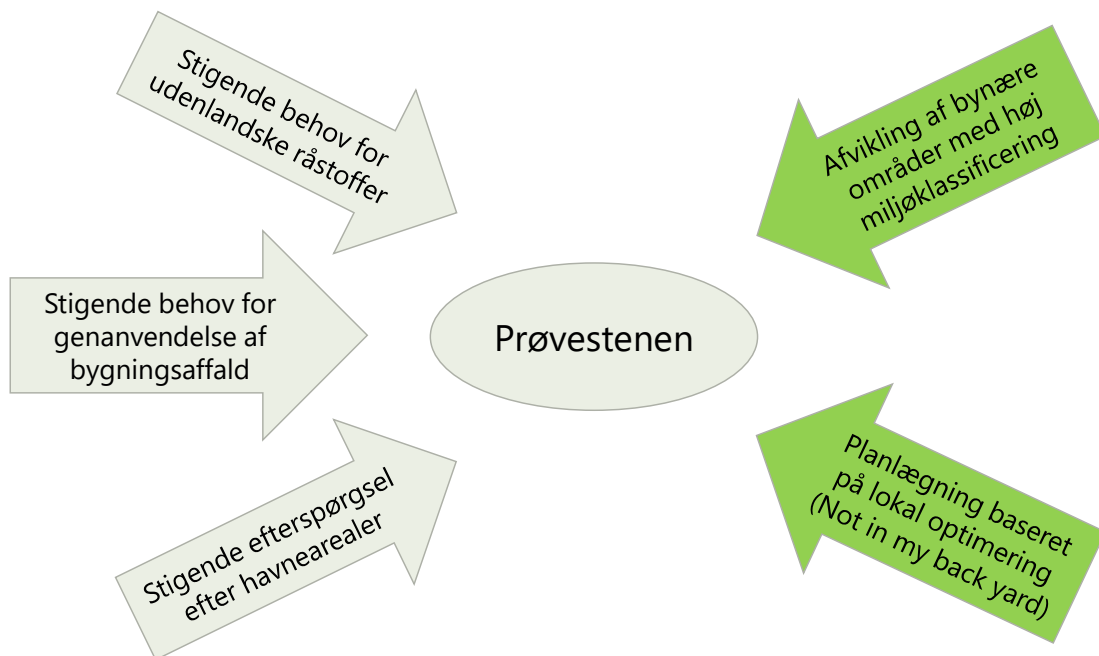 Stigende behov for
udenlandske råstoffer
Stigende behov for
genanvendelse af
bygningsaffald
Stigende efterspørgsel
efter havnearealer
Prøvestenen
Afvikling af bynære
områder med høj
miljøklassificering
Planlægning baseret
på lokal optimering
(Not in my back yard)